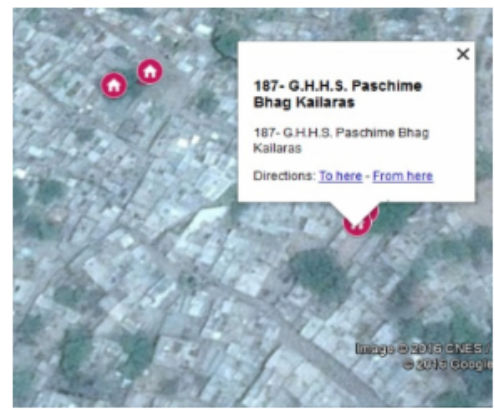 187- G.H.H.S. Paschime
Bhag Kailaras
187- G.H.H.S. Paschime Bhag
Kailaras
Directions: To here - From here
Image © 2016 CNES /
© 2016 Google